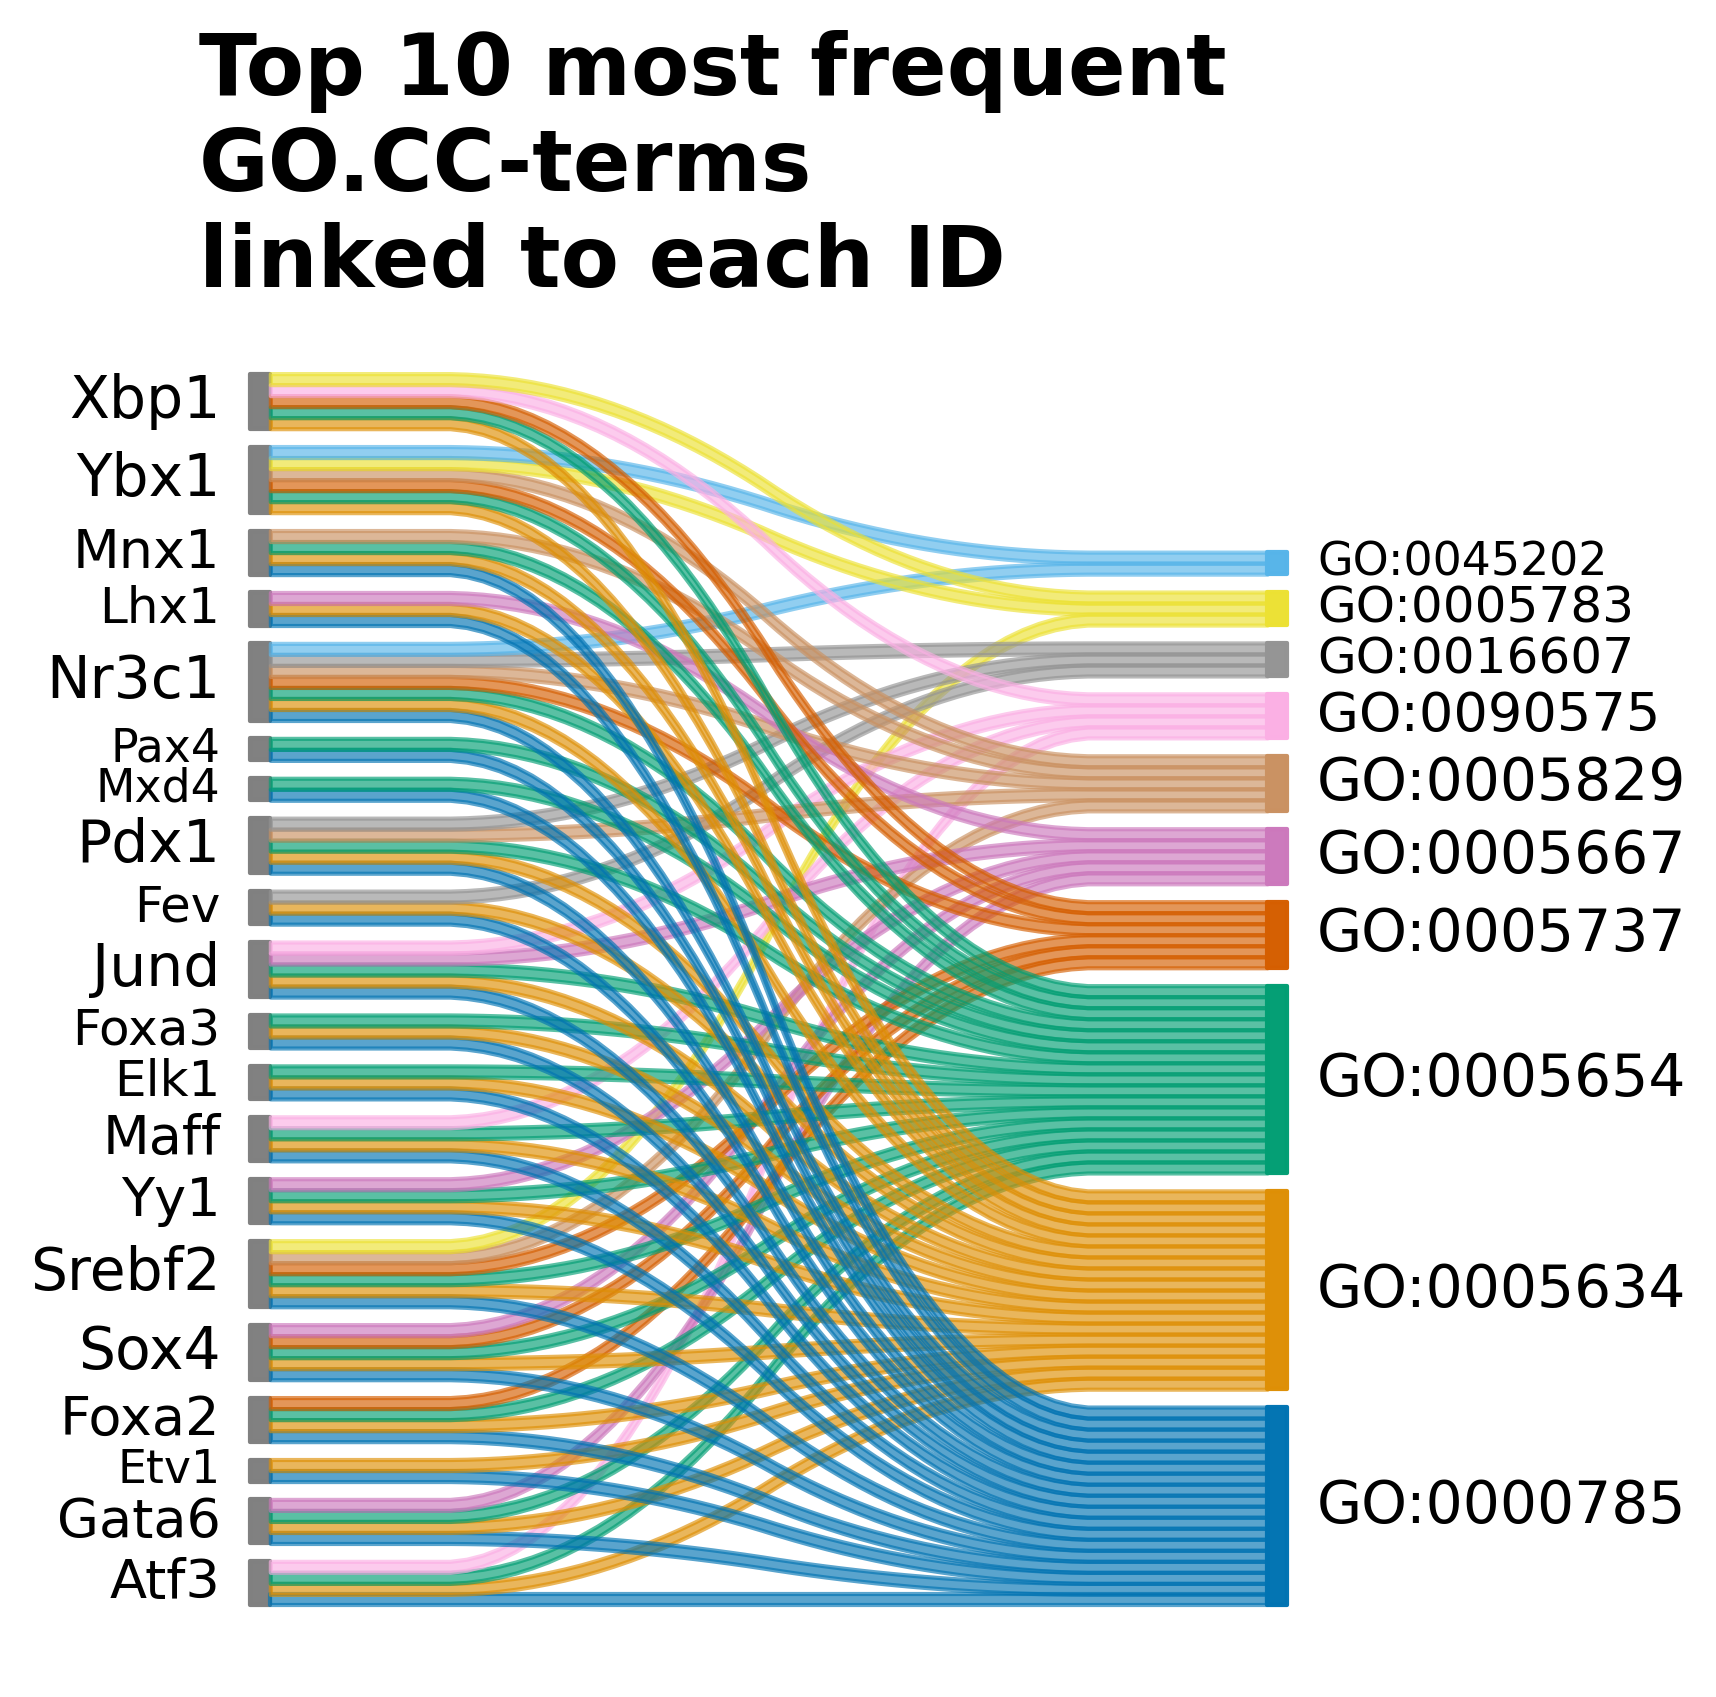 Top 10 most frequent
GO.CC-terms
linked to each ID
Xbp1
Ybx1
Mnx1
Lhx1
Nr3c1
Pax4
Mxd4
Pdx1
Fev
Jund
Foxa3
Elk1
Maff
Yy1
Srebf2
Sox4
Foxa2
Etv1
Gata6
Atf3
GO:0045202
GO:0005783
GO:0016607
GO:0090575
GO:0005829
GO:0005667
GO:0005737
GO:0005654
GO:0005634
GO:0000785